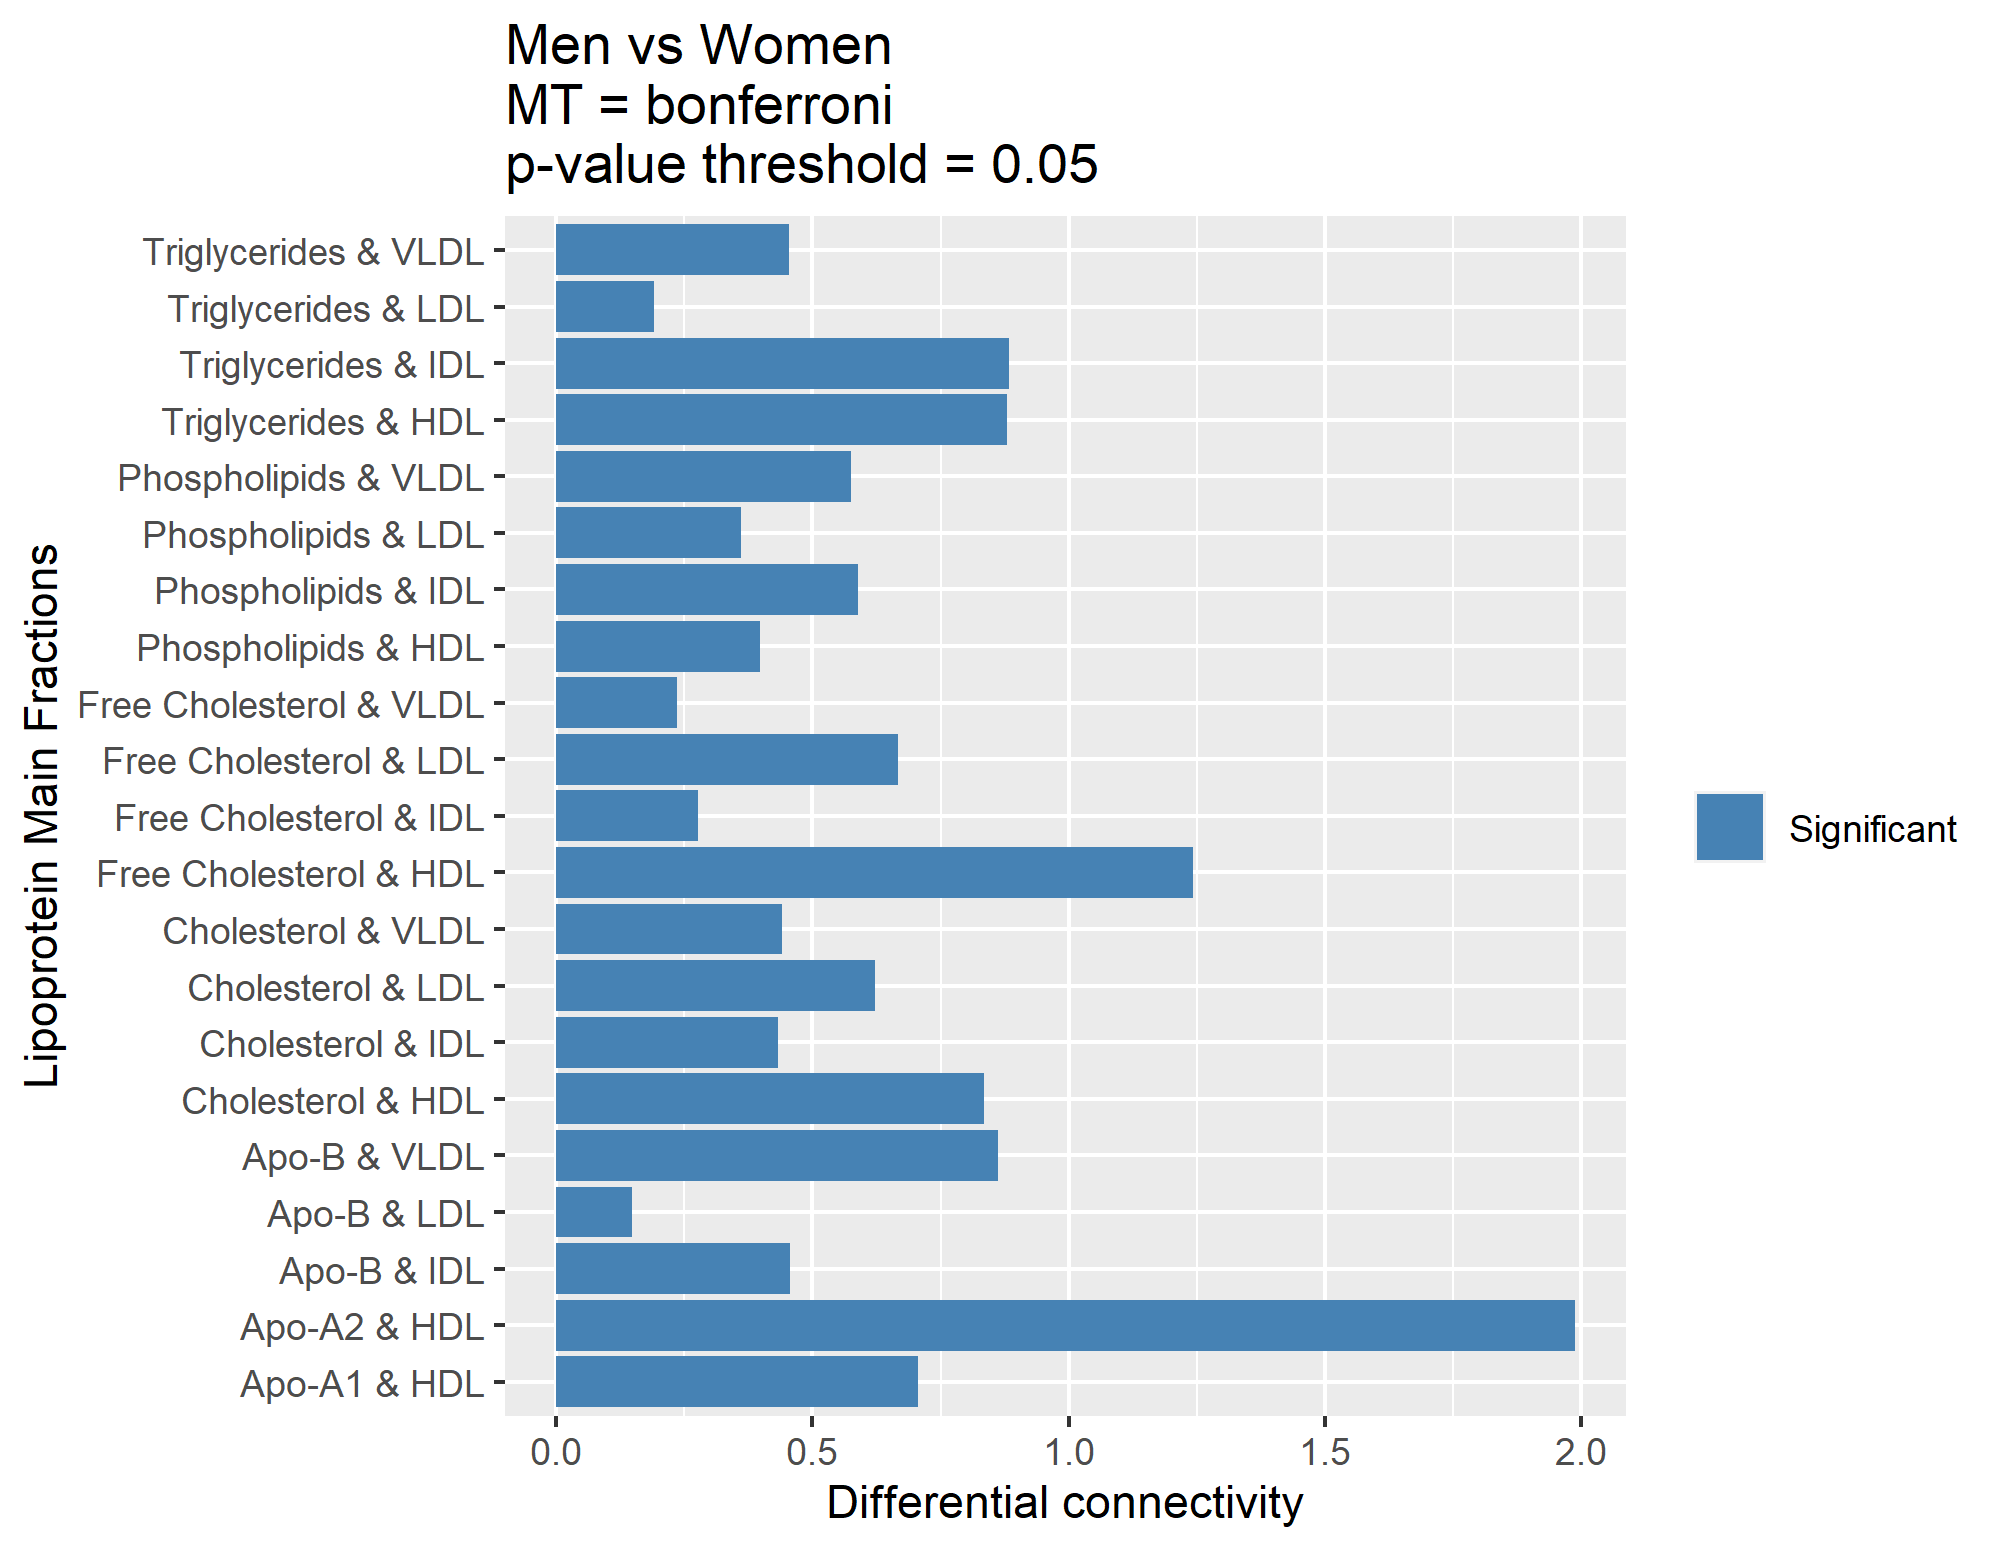 Men vs Women
MT = bonferroni
p-value threshold = 0.05
Lipoprotein Main Fractions
Triglycerides & VLDL
Triglycerides & LDL
Triglycerides & IDL
Triglycerides & HDL
Phospholipids & VLDL
Phospholipids & LDL
Phospholipids & IDL
Phospholipids & HDL
Free Cholesterol & VLDL
Free Cholesterol & LDL
Free Cholesterol & IDL
Free Cholesterol & HDL
Cholesterol & VLDL
Cholesterol & LDL
Cholesterol & IDL
Cholesterol & HDL
Apo-B & VLDL
Apo-B & LDL
Apo-B & IDL
Apo-A2 & HDL
Apo-A1 & HDL
0.0 0.5 1.0 1.5 2.0
Differential connectivity
Significant